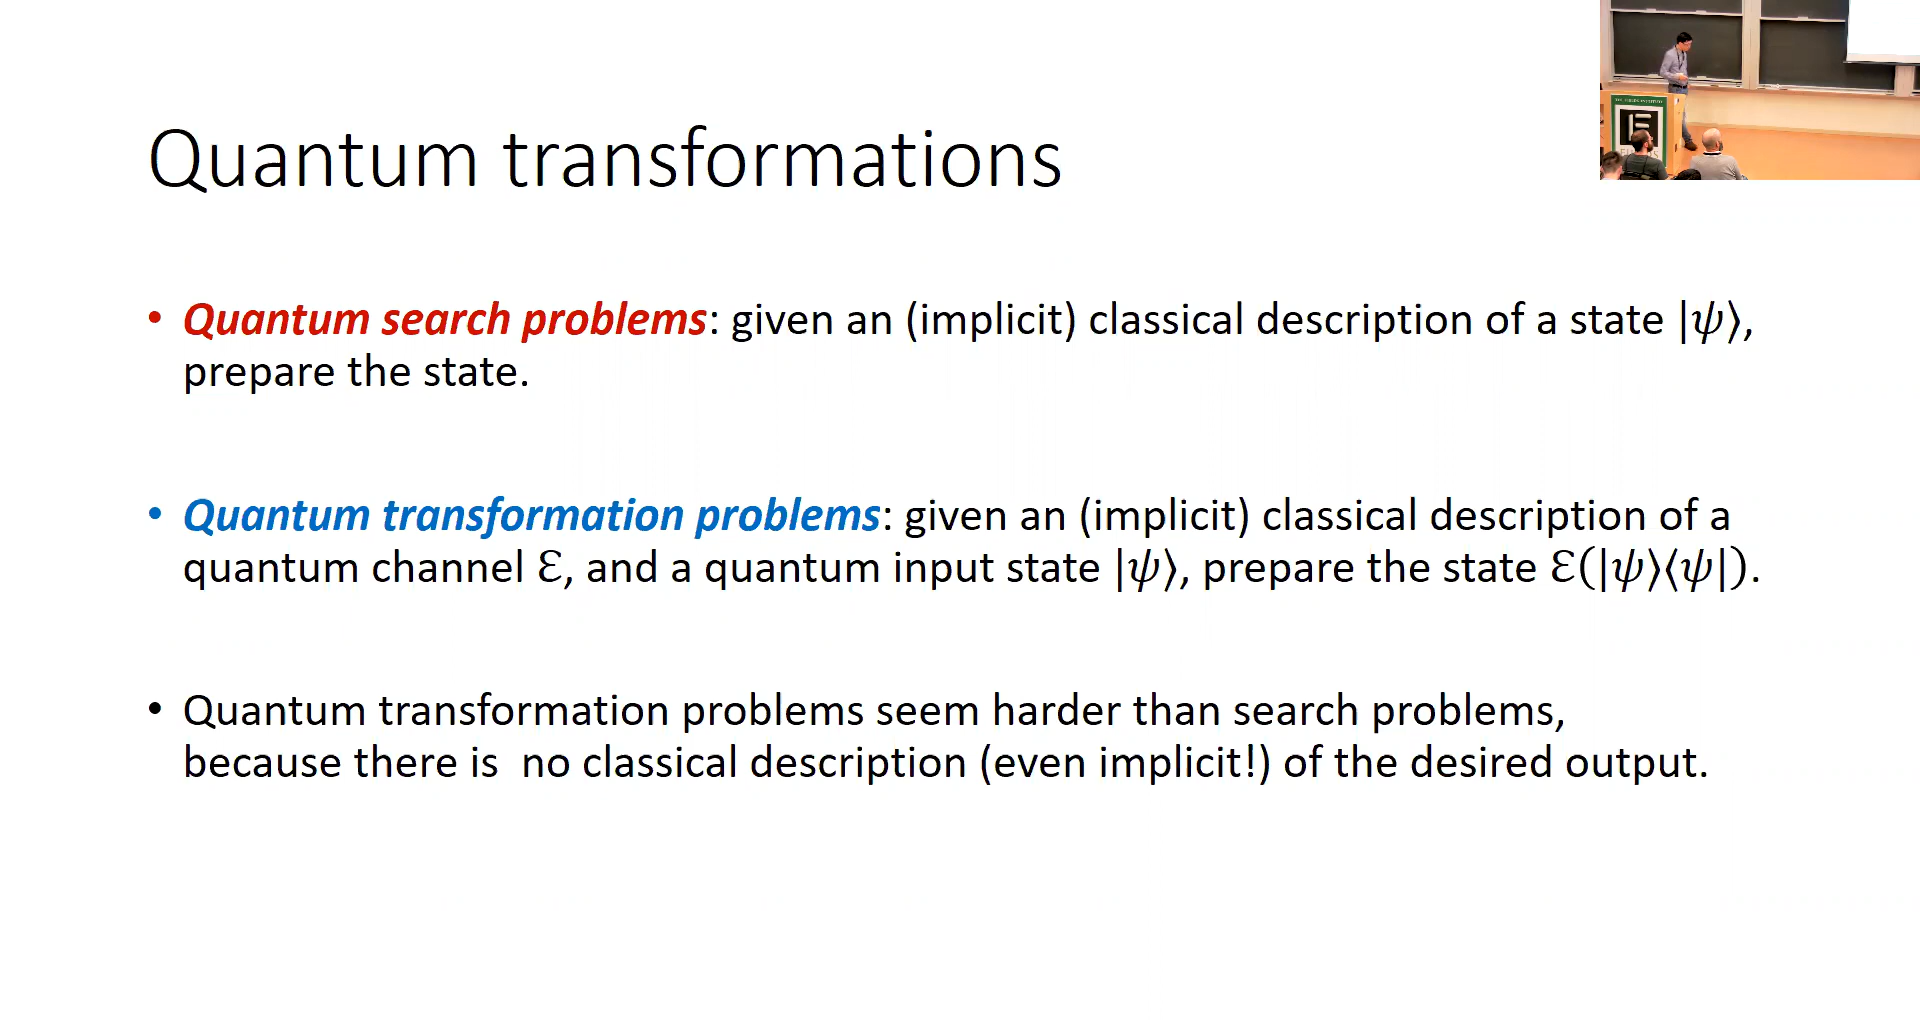 Quantum transformations
• Quantum search problems: given an (implicit) classical description of a state |ψ⟩,
prepare the state.
• Quantum transformation problems: given an (implicit) classical description of a
quantum channel ℰ, and a quantum input state |ψ⟩, prepare the state ℰ(|ψ⟩⟨ψ|).
• Quantum transformation problems seem harder than search problems,
because there is  no classical description (even implicit!) of the desired output.